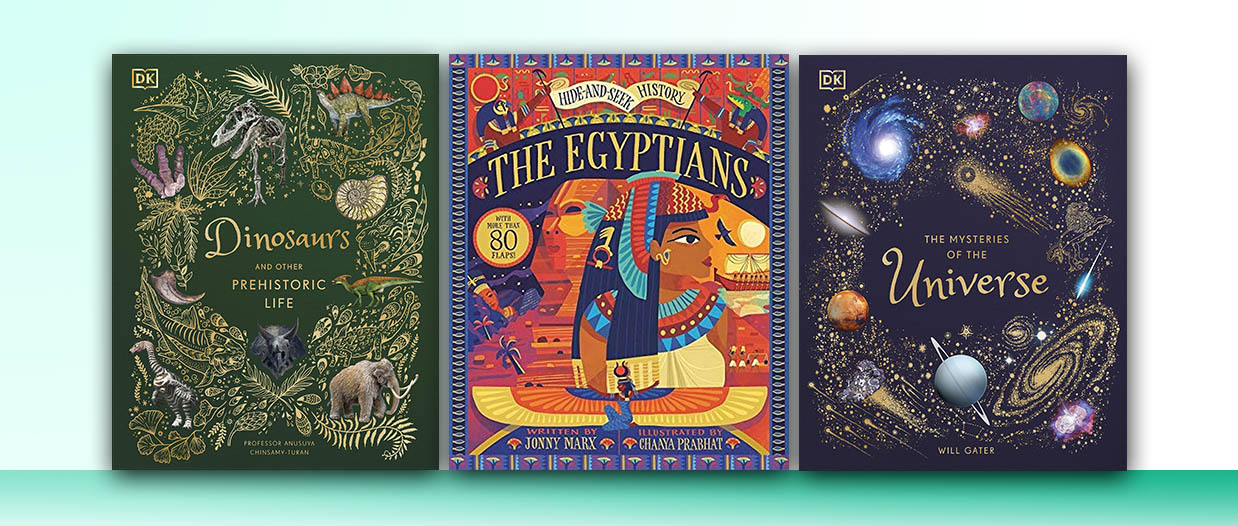 DK
Dinosaurs
AND OTHER
PREHISTORIC
LIFE
PROFESSOR ANUSUYA
CHINSAMY-TURAN
HIDE-AND-SEEK HISTORY
THE EGYPTIANS
WITH
MORE THAN
80
FLAPS!
WRITTEN BY
JONNY MARX
ILLUSTRATED BY
CHAAYA PRABHAT
DK
THE MYSTERIES
OF THE
Universe
WILL GATER